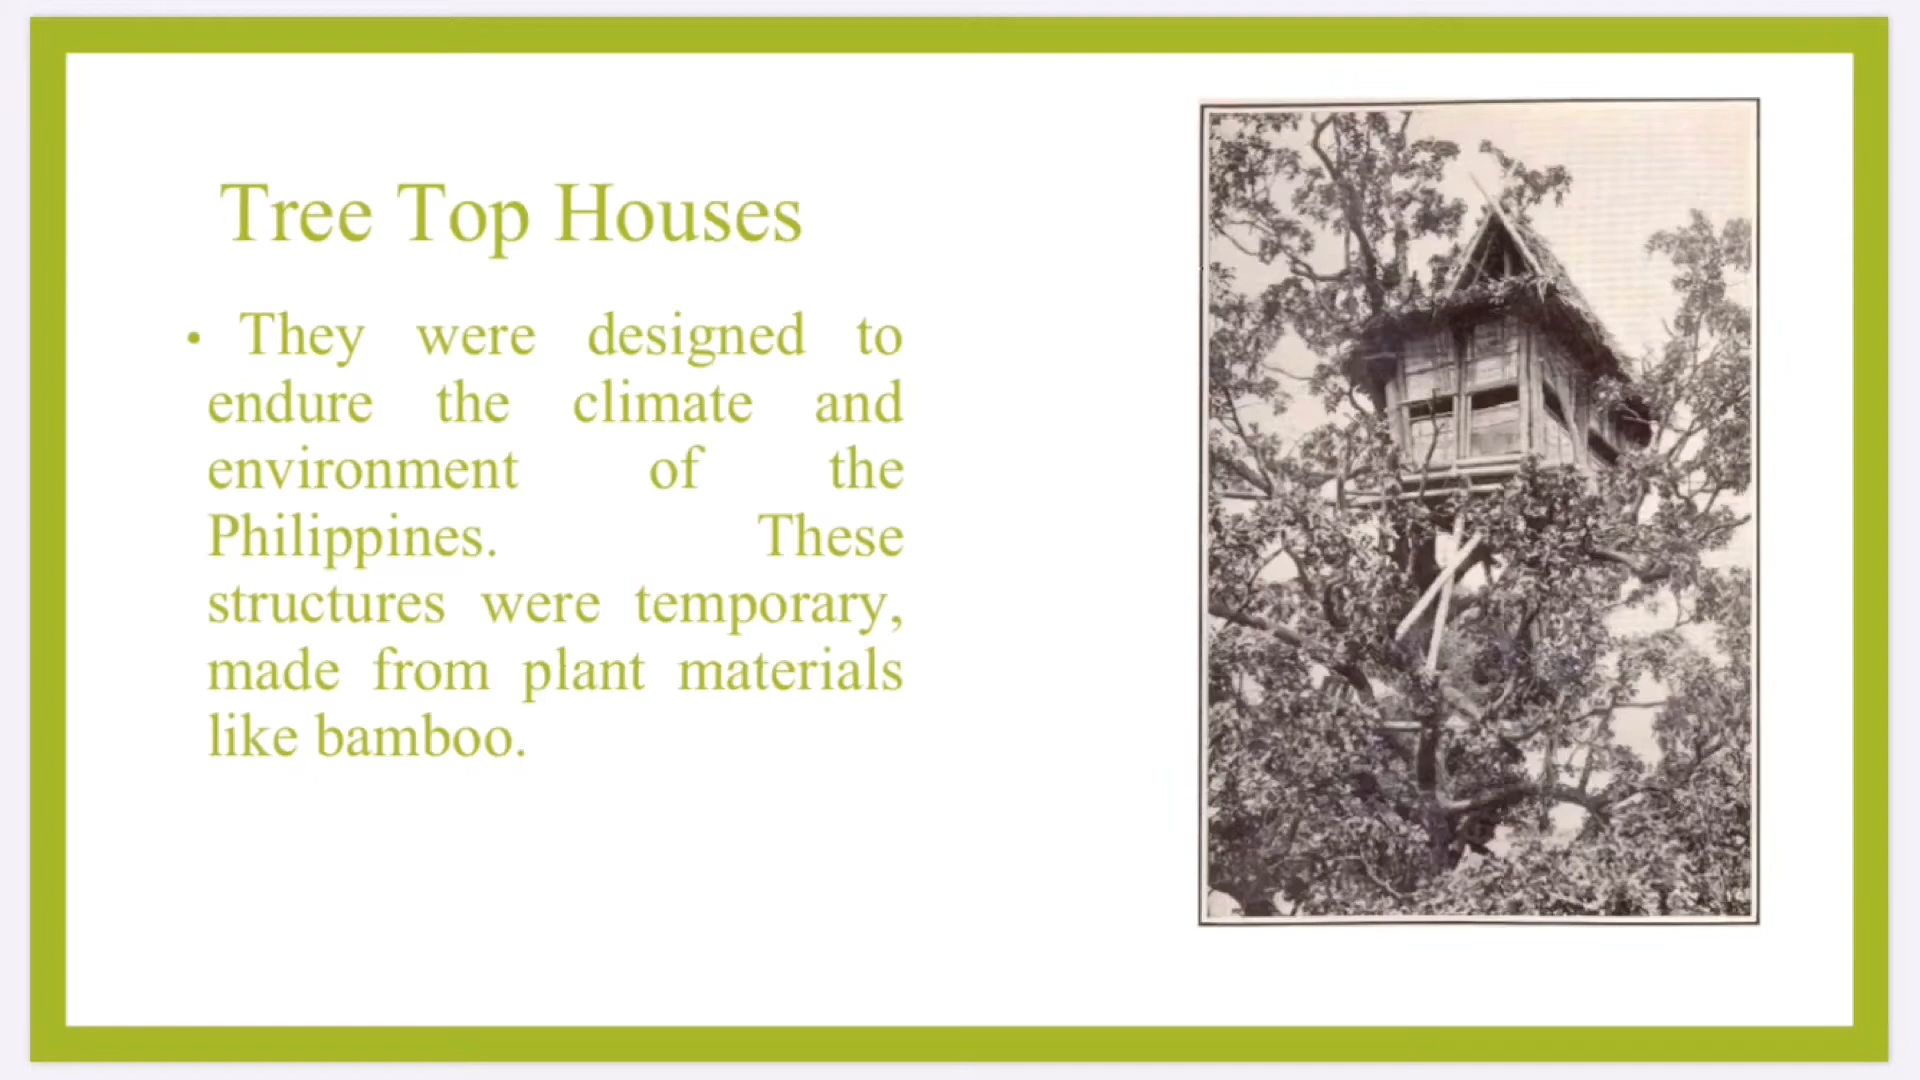 Tree Top Houses
• They were designed to
endure the climate and
environment of the
Philippines. These
structures were temporary,
made from plant materials
like bamboo.